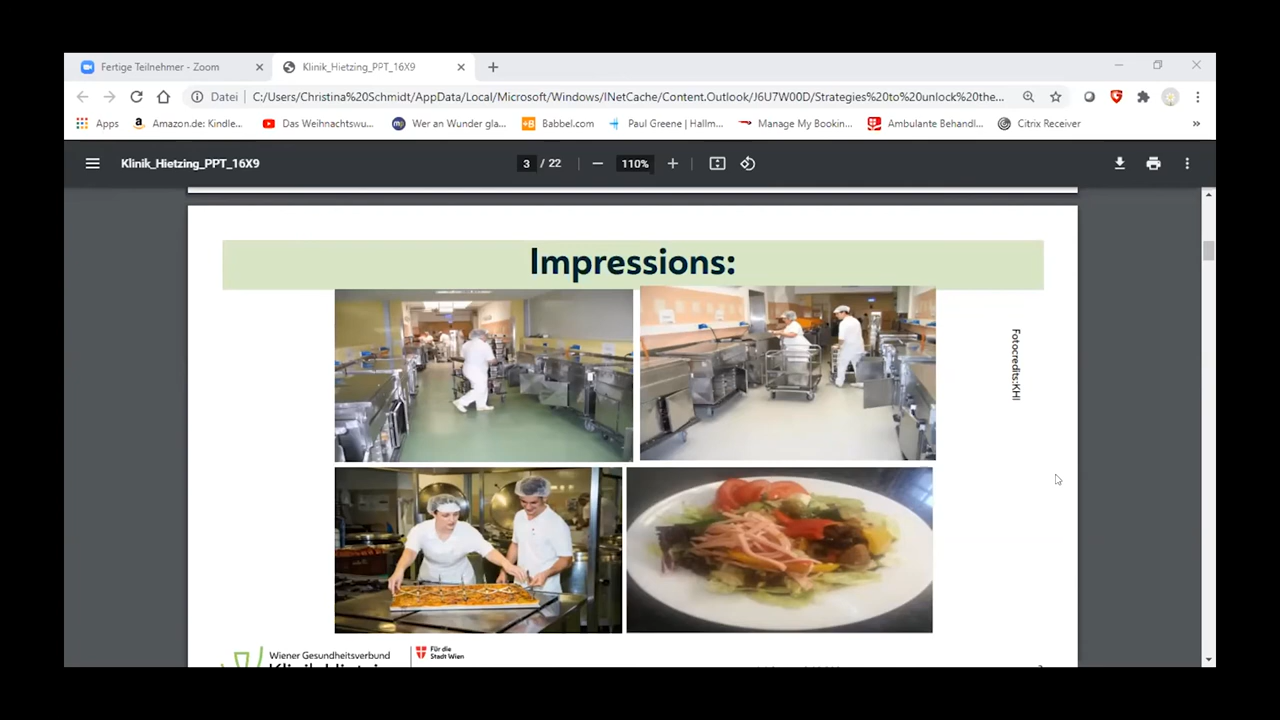 Fertige Teilnehmer - Zoom
Klinik_Hietzing_PPT_16X9
Datei
C:/Users/Christina%20Schmidt/AppData/Local/Microsoft/Windows/INetCache/Content.Outlook/J6U7W00D/Strategies%20to%20unlock%20the...
Apps
Amazon.de: Kindle...
Das Weihnachtswu...
Wer an Wunder gla...
Babbel.com
Paul Greene | Hallm...
Manage My Bookin...
Ambulante Behandl...
Citrix Receiver
»
Klinik_Hietzing_PPT_16X9
3 / 22
110%
Impressions:
Fotocredits:KHI
Wiener Gesundheitsverbund
Für die
Stadt Wien